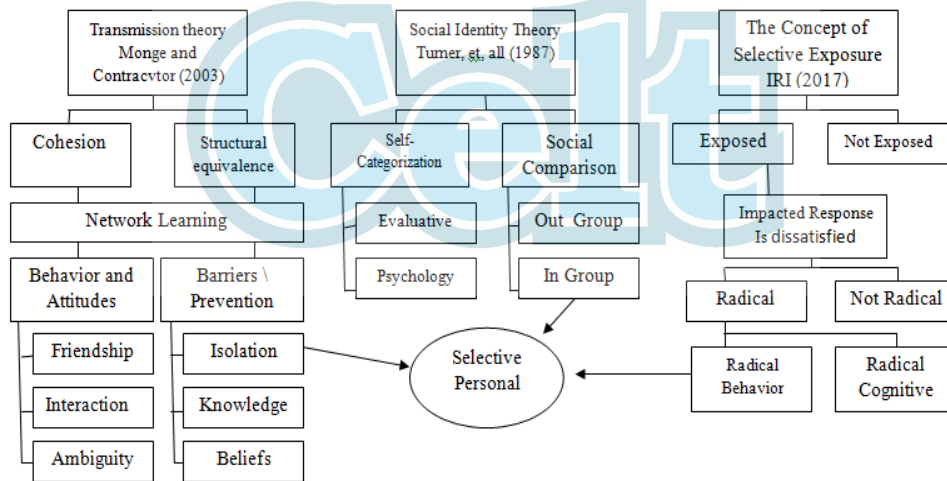 Transmission theory
Monge and
Contracvtor (2003)
Social Identity Theory
Turner, et. all (1987)
The Concept of
Selective Exposure
IRI (2017)
Cohesion
Structural
equivalence
Self-
Categorization
Social
Comparison
Exposed
Not Exposed
Network Learning
Evaluative
Out Group
Impacted Response
Is dissatisfied
Behavior and
Attitudes
Barriers \
Prevention
Psychology
In Group
Radical
Not Radical
Friendship
Isolation
Selective
Personal
Radical
Behavior
Radical
Cognitive
Interaction
Knowledge
Ambiguity
Beliefs
Celt